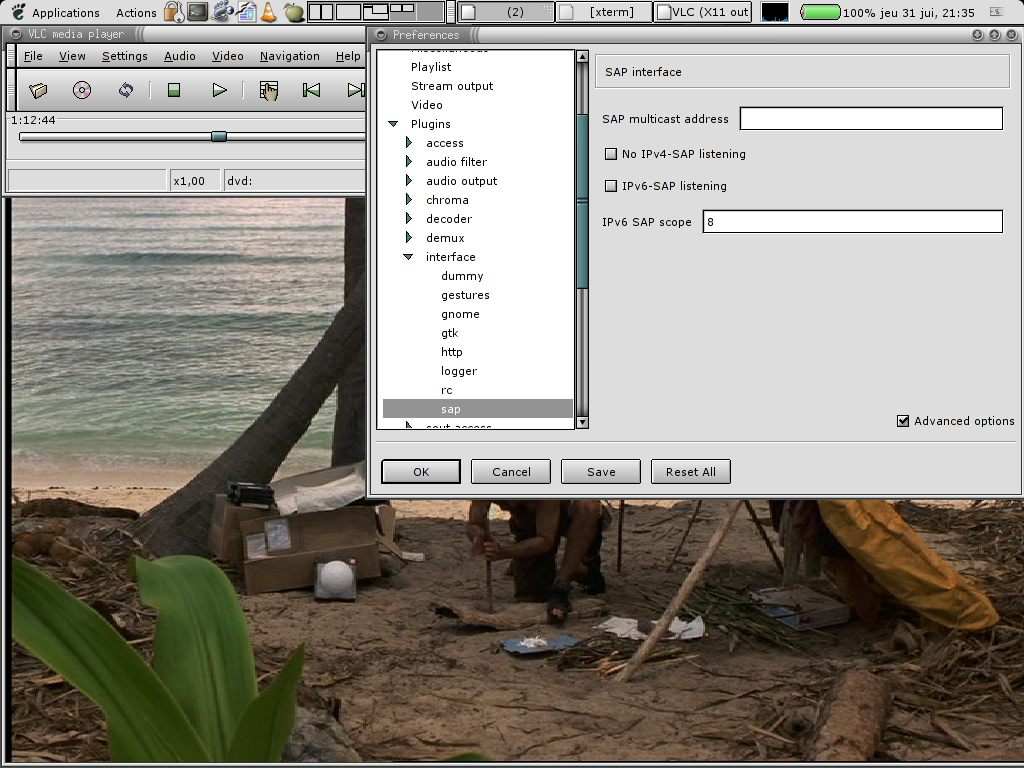 Applications Actions (2) [xterm] VLC (X11 out 100% jeu 31 jui, 21:35
VLC media player
File View Settings Audio Video Navigation Help
1:12:44
x1,00 dvd:
Preferences
Miscellaneous
Playlist
Stream output
Video
Plugins
access
audio filter
audio output
chroma
decoder
demux
interface
dummy
gestures
gnome
gtk
http
logger
rc
sap
sout access
SAP interface
SAP multicast address
No IPv4-SAP listening
IPv6-SAP listening
IPv6 SAP scope 8
Advanced options
OK Cancel Save Reset All